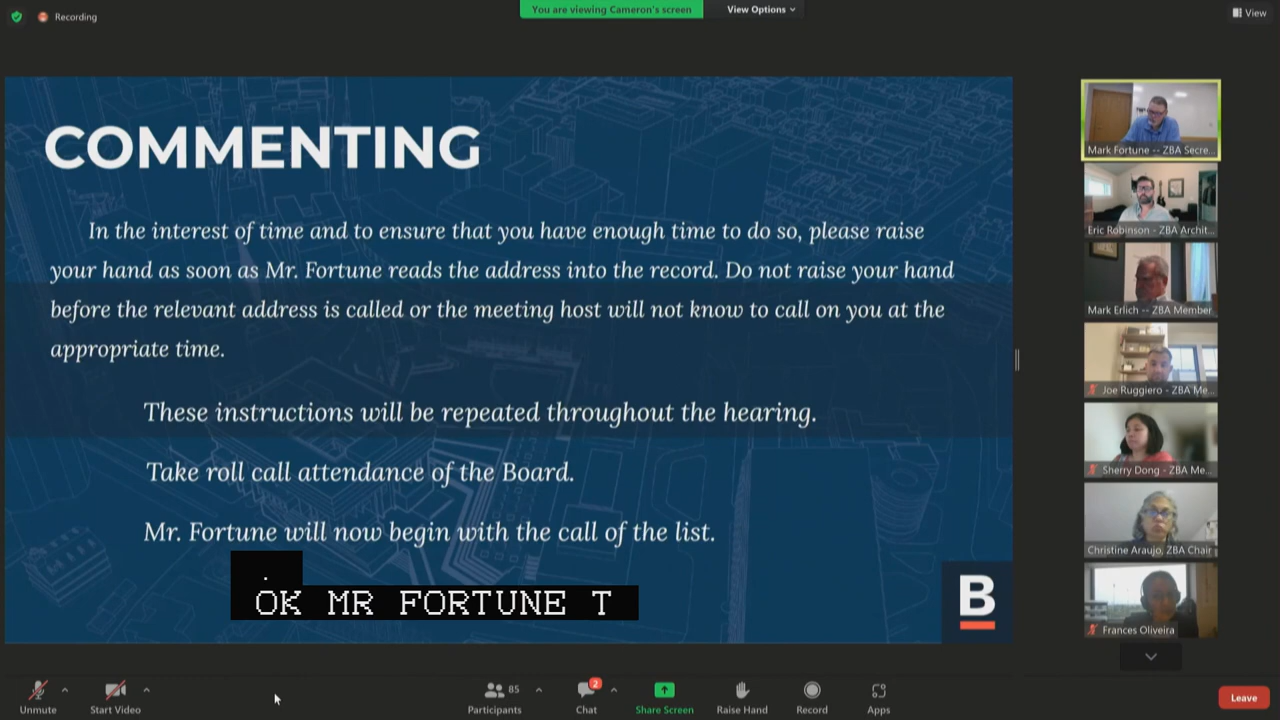 Recording
You are viewing Cameron's screen
View Options
View
COMMENTING
In the interest of time and to ensure that you have enough time to do so, please raise
your hand as soon as Mr. Fortune reads the address into the record. Do not raise your hand
before the relevant address is called or the meeting host will not know to call on you at the
appropriate time.
These instructions will be repeated throughout the hearing.
Take roll call attendance of the Board.
Mr. Fortune will now begin with the call of the list.
.
OK MR FORTUNE T
B
Mark Fortune -- ZBA Secre...
Eric Robinson - ZBA Archit...
Mark Erlich -- ZBA Member
Joe Ruggiero - ZBA Me...
Sherry Dong - ZBA Me...
Christine Araujo, ZBA Chair
Frances Oliveira
Unmute
Start Video
85
Participants
2
Chat
Share Screen
Raise Hand
Record
Apps
Leave